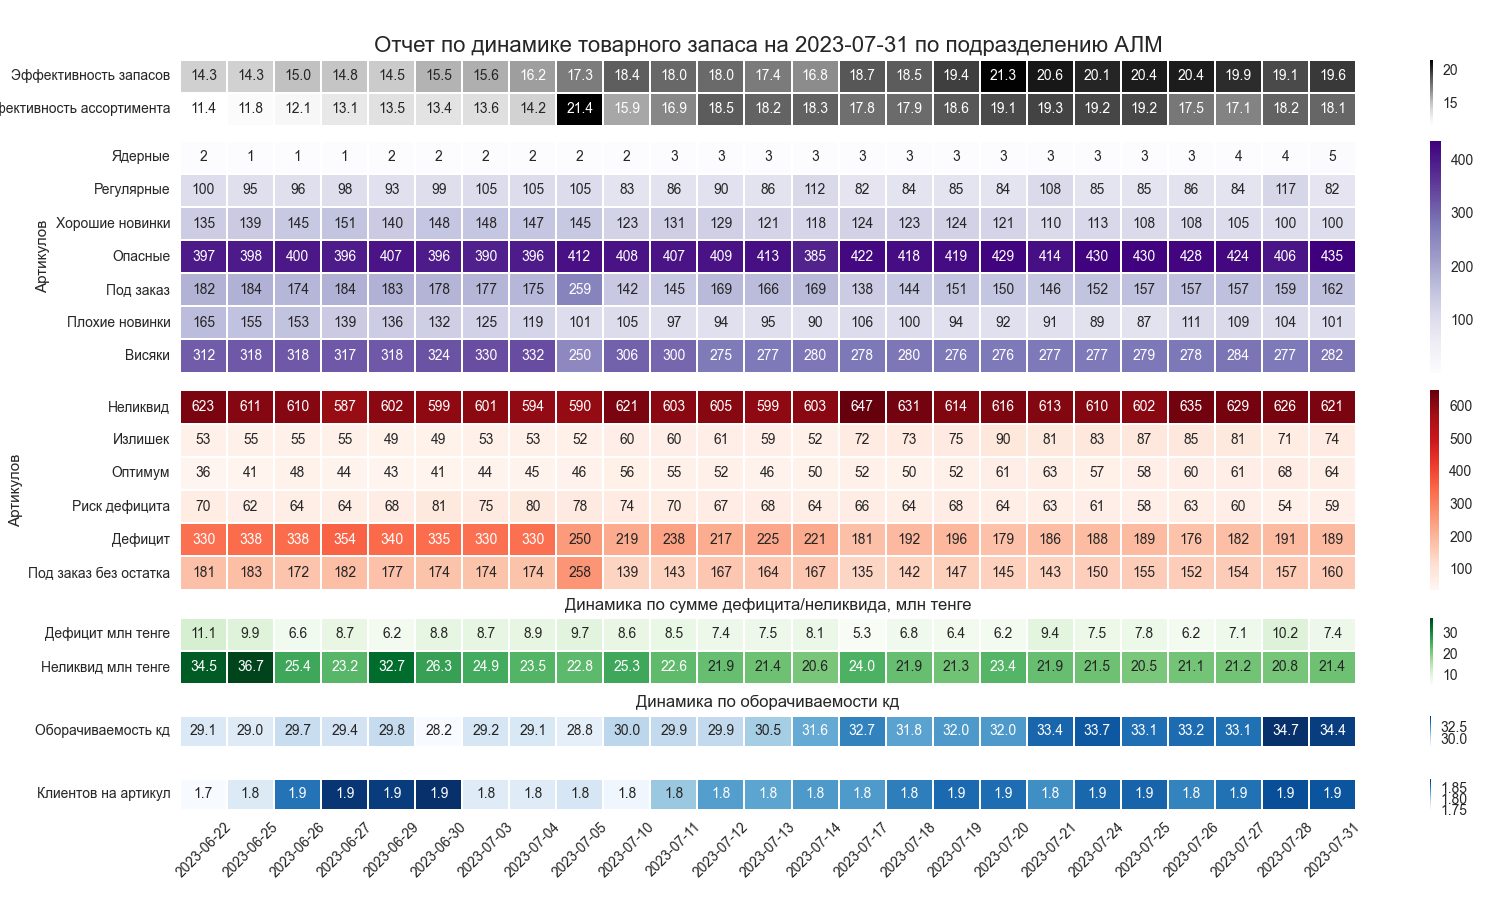 Отчет по динамике товарного запаса на 2023-07-31 по подразделению АЛМ
Эффективность запасов 14.3 14.3 15.0 14.8 14.5 15.5 15.6 16.2 17.3 18.4 18.0 18.0 17.4 16.8 18.7 18.5 19.4 21.3 20.6 20.1 20.4 20.4 19.9 19.1 19.6
фективность ассортимента 11.4 11.8 12.1 13.1 13.5 13.4 13.6 14.2 21.4 15.9 16.9 18.5 18.2 18.3 17.8 17.9 18.6 19.1 19.3 19.2 19.2 17.5 17.1 18.2 18.1
20
15
Артикулов
Ядерные 2 1 1 1 2 2 2 2 2 2 3 3 3 3 3 3 3 3 3 3 3 3 4 4 5
Регулярные 100 95 96 98 93 99 105 105 105 83 86 90 86 112 82 84 85 84 108 85 85 86 84 117 82
Хорошие новинки 135 139 145 151 140 148 148 147 145 123 131 129 121 118 124 123 124 121 110 113 108 108 105 100 100
Опасные 397 398 400 396 407 396 390 396 412 408 407 409 413 385 422 418 419 429 414 430 430 428 424 406 435
Под заказ 182 184 174 184 183 178 177 175 259 142 145 169 166 169 138 144 151 150 146 152 157 157 157 159 162
Плохие новинки 165 155 153 139 136 132 125 119 101 105 97 94 95 90 106 100 94 92 91 89 87 111 109 104 101
Висяки 312 318 318 317 318 324 330 332 250 306 300 275 277 280 278 280 276 276 277 277 279 278 284 277 282
400
300
200
100
Артикулов
Неликвид 623 611 610 587 602 599 601 594 590 621 603 605 599 603 647 631 614 616 613 610 602 635 629 626 621
Излишек 53 55 55 55 49 49 53 53 52 60 60 61 59 52 72 73 75 90 81 83 87 85 81 71 74
Оптимум 36 41 48 44 43 41 44 45 46 56 55 52 46 50 52 50 52 61 63 57 58 60 61 68 64
Риск дефицита 70 62 64 64 68 81 75 80 78 74 70 67 68 64 66 64 68 64 63 61 58 63 60 54 59
Дефицит 330 338 338 354 340 335 330 330 250 219 238 217 225 221 181 192 196 179 186 188 189 176 182 191 189
Под заказ без остатка 181 183 172 182 177 174 174 174 258 139 143 167 164 167 135 142 147 145 143 150 155 152 154 157 160
600
500
400
300
200
100
Динамика по сумме дефицита/неликвида, млн тенге
Дефицит млн тенге 11.1 9.9 6.6 8.7 6.2 8.8 8.7 8.9 9.7 8.6 8.5 7.4 7.5 8.1 5.3 6.8 6.4 6.2 9.4 7.5 7.8 6.2 7.1 10.2 7.4
Неликвид млн тенге 34.5 36.7 25.4 23.2 32.7 26.3 24.9 23.5 22.8 25.3 22.6 21.9 21.4 20.6 24.0 21.9 21.3 23.4 21.9 21.5 20.5 21.1 21.2 20.8 21.4
30
20
10
Динамика по оборачиваемости кд
Оборачиваемость кд 29.1 29.0 29.7 29.4 29.8 28.2 29.2 29.1 28.8 30.0 29.9 29.9 30.5 31.6 32.7 31.8 32.0 32.0 33.4 33.7 33.1 33.2 33.1 34.7 34.4
32.5
30.0
Клиентов на артикул 1.7 1.8 1.9 1.9 1.9 1.9 1.8 1.8 1.8 1.8 1.8 1.8 1.8 1.8 1.8 1.8 1.9 1.9 1.8 1.9 1.9 1.8 1.9 1.9 1.9
1.85
1.80
1.75
2023-06-22 2023-06-25 2023-06-26 2023-06-27 2023-06-29 2023-06-30 2023-07-03 2023-07-04 2023-07-05 2023-07-10 2023-07-11 2023-07-12 2023-07-13 2023-07-14 2023-07-17 2023-07-18 2023-07-19 2023-07-20 2023-07-21 2023-07-24 2023-07-25 2023-07-26 2023-07-27 2023-07-28 2023-07-31